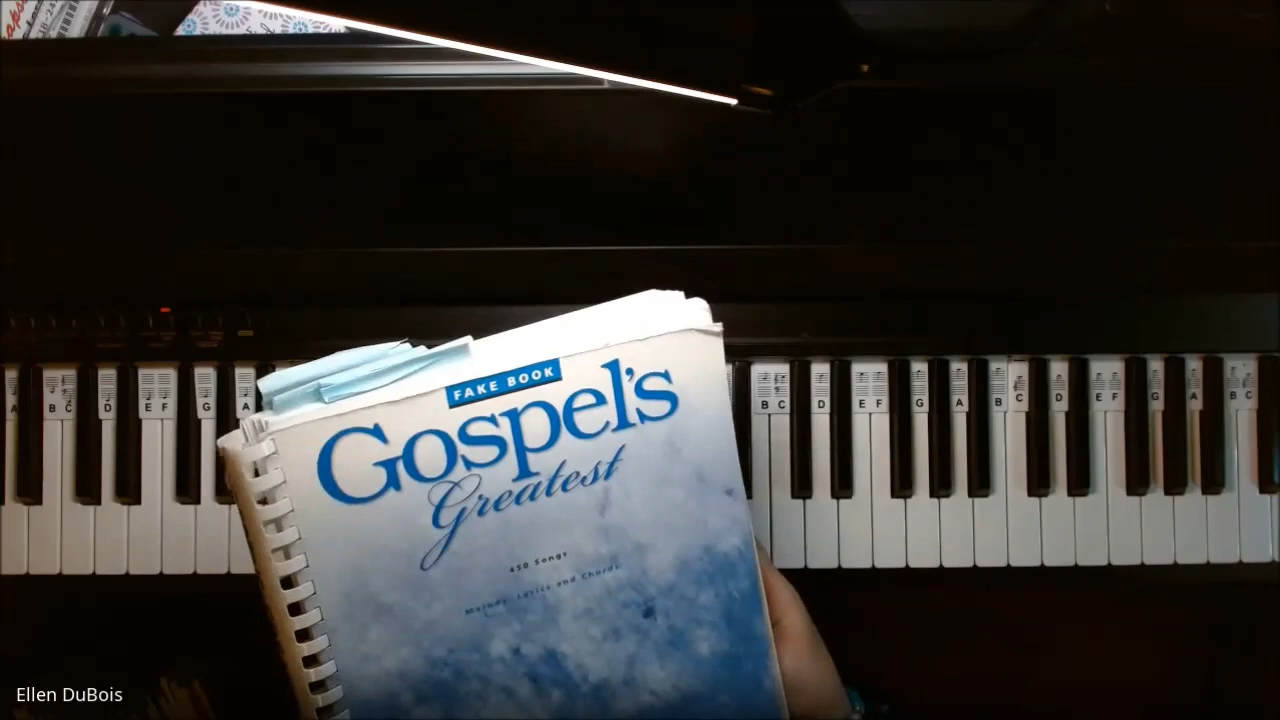 FAKE BOOK
Gospel's
Greatest
450 Songs
Melody, Lyrics and Chords
A B C D E F G A
B C D E F G A B C D E F G A B C
Ellen DuBois